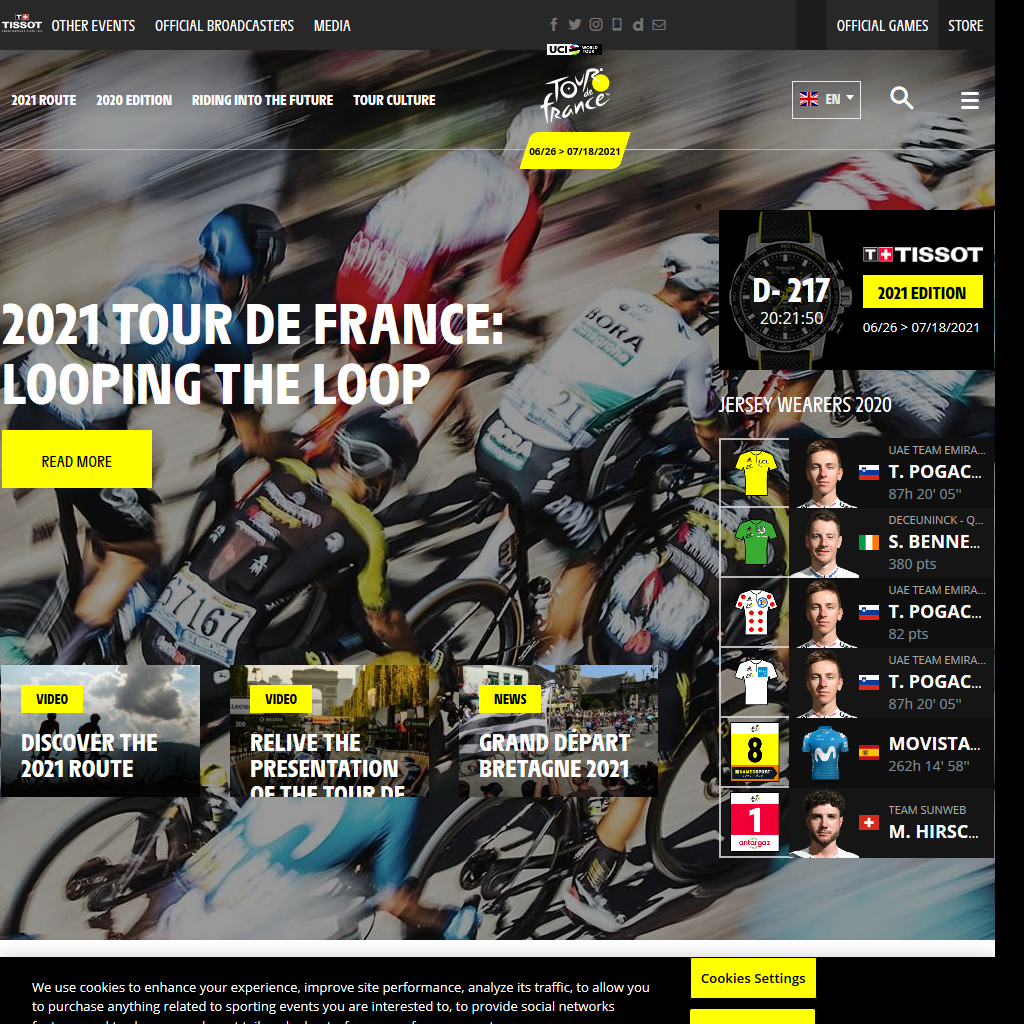 TISSOT
OTHER EVENTS
OFFICIAL BROADCASTERS
MEDIA
OFFICIAL GAMES
STORE
UCI WORLD TOUR
2021 ROUTE
2020 EDITION
RIDING INTO THE FUTURE
TOUR CULTURE
TOUR de france
EN
06/26 > 07/18/2021
TISSOT
D- 217
20:21:50
2021 EDITION
06/26 > 07/18/2021
2021 TOUR DE FRANCE:
LOOPING THE LOOP
READ MORE
BORA
21
BORA
67167
JERSEY WEARERS 2020
UAE TEAM EMIRA...
T. POGAC...
87h 20' 05''
DECEUNINCK - Q...
S. BENNE...
380 pts
UAE TEAM EMIRA...
T. POGAC...
82 pts
UAE TEAM EMIRA...
T. POGAC...
87h 20' 05''
8
MOVISTA...
262h 14' 58''
1
antargaz
TEAM SUNWEB
M. HIRSC...
VIDEO
DISCOVER THE
2021 ROUTE
VIDEO
RELIVE THE
PRESENTATION
OF THE TOUR DE
NEWS
GRAND DÉPART
BRETAGNE 2021
We use cookies to enhance your experience, improve site performance, analyze its traffic, to allow you
to purchase anything related to sporting events you are interested to, to provide social networks
Cookies Settings